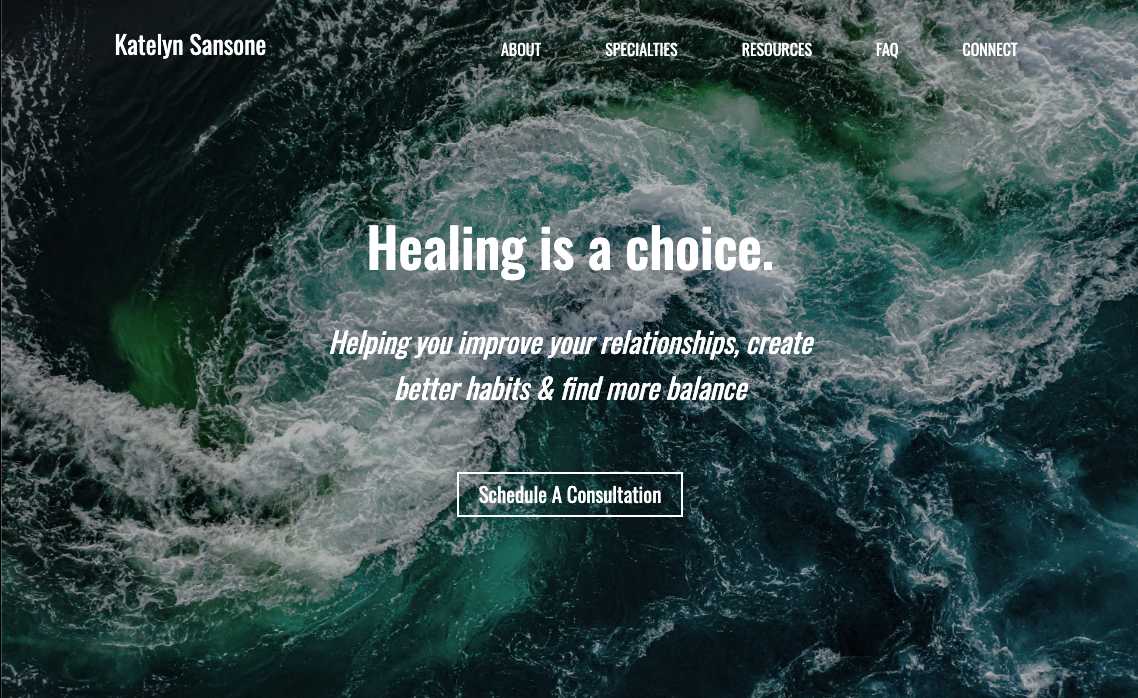 Katelyn Sansone
ABOUT SPECIALTIES RESOURCES FAQ CONNECT
Healing is a choice.
Helping you improve your relationships, create
better habits & find more balance
Schedule A Consultation